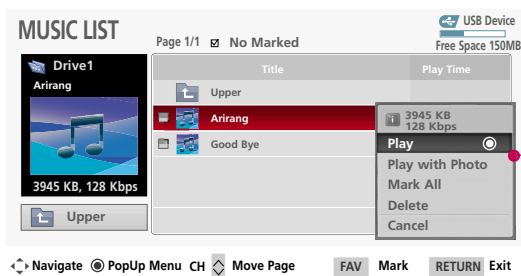 MUSIC LIST
Page 1/1 No Marked
USB Device
Free Space 150MB
Drive1
Arirang
3945 KB, 128 Kbps
Upper
Title Play Time
Upper
Arirang
Good Bye
3945 KB
128 Kbps
Play
Play with Photo
Mark All
Delete
Cancel
Navigate PopUp Menu CH Move Page FAV Mark RETURN Exit